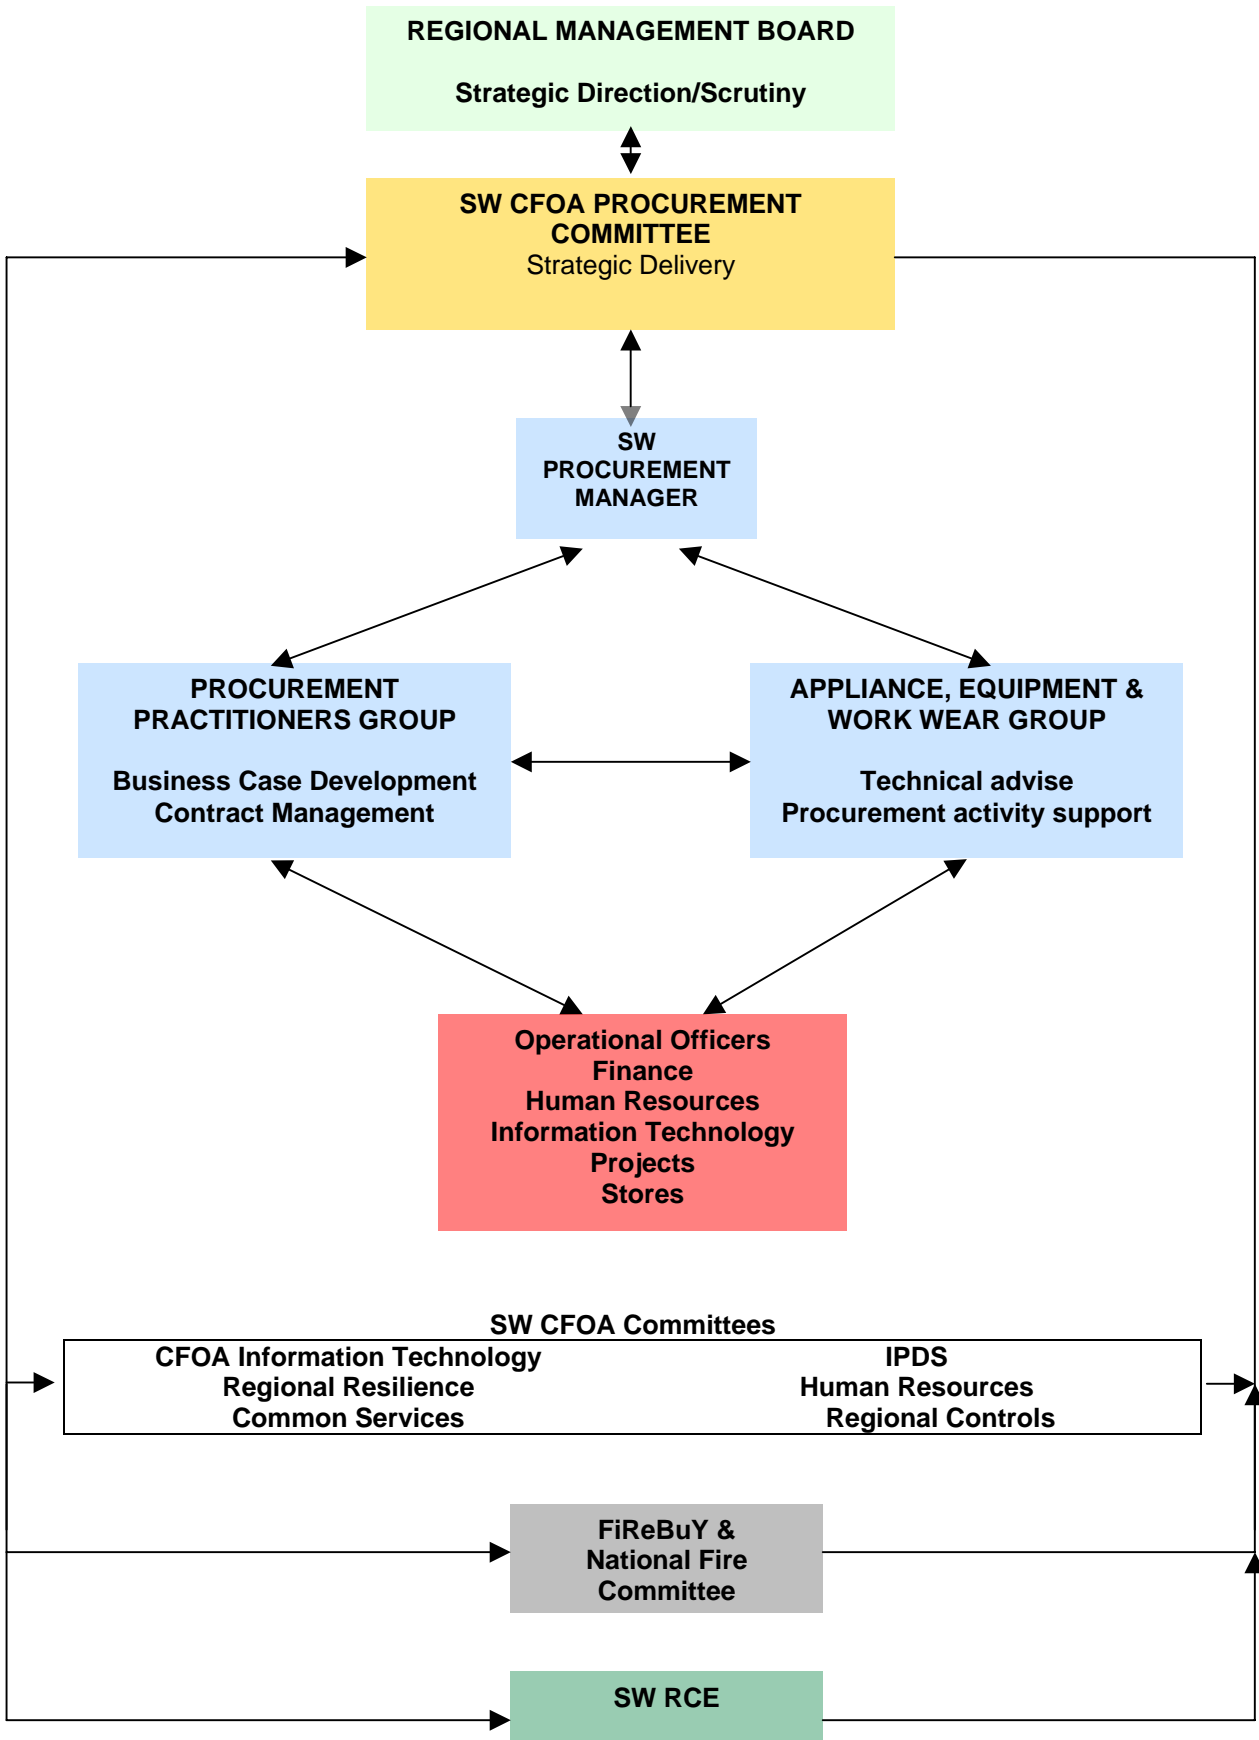 REGIONAL MANAGEMENT BOARD
Strategic Direction/Scrutiny
SW CFOA PROCUREMENT
COMMITTEE
Strategic Delivery
SW
PROCUREMENT
MANAGER
PROCUREMENT
PRACTITIONERS GROUP
Business Case Development
Contract Management
APPLIANCE, EQUIPMENT &
WORK WEAR GROUP
Technical advise
Procurement activity support
Operational Officers
Finance
Human Resources
Information Technology
Projects
Stores
SW CFOA Committees
CFOA Information Technology
Regional Resilience
Common Services
IPDS
Human Resources
Regional Controls
FiReBuY &
National Fire
Committee
SW RCE